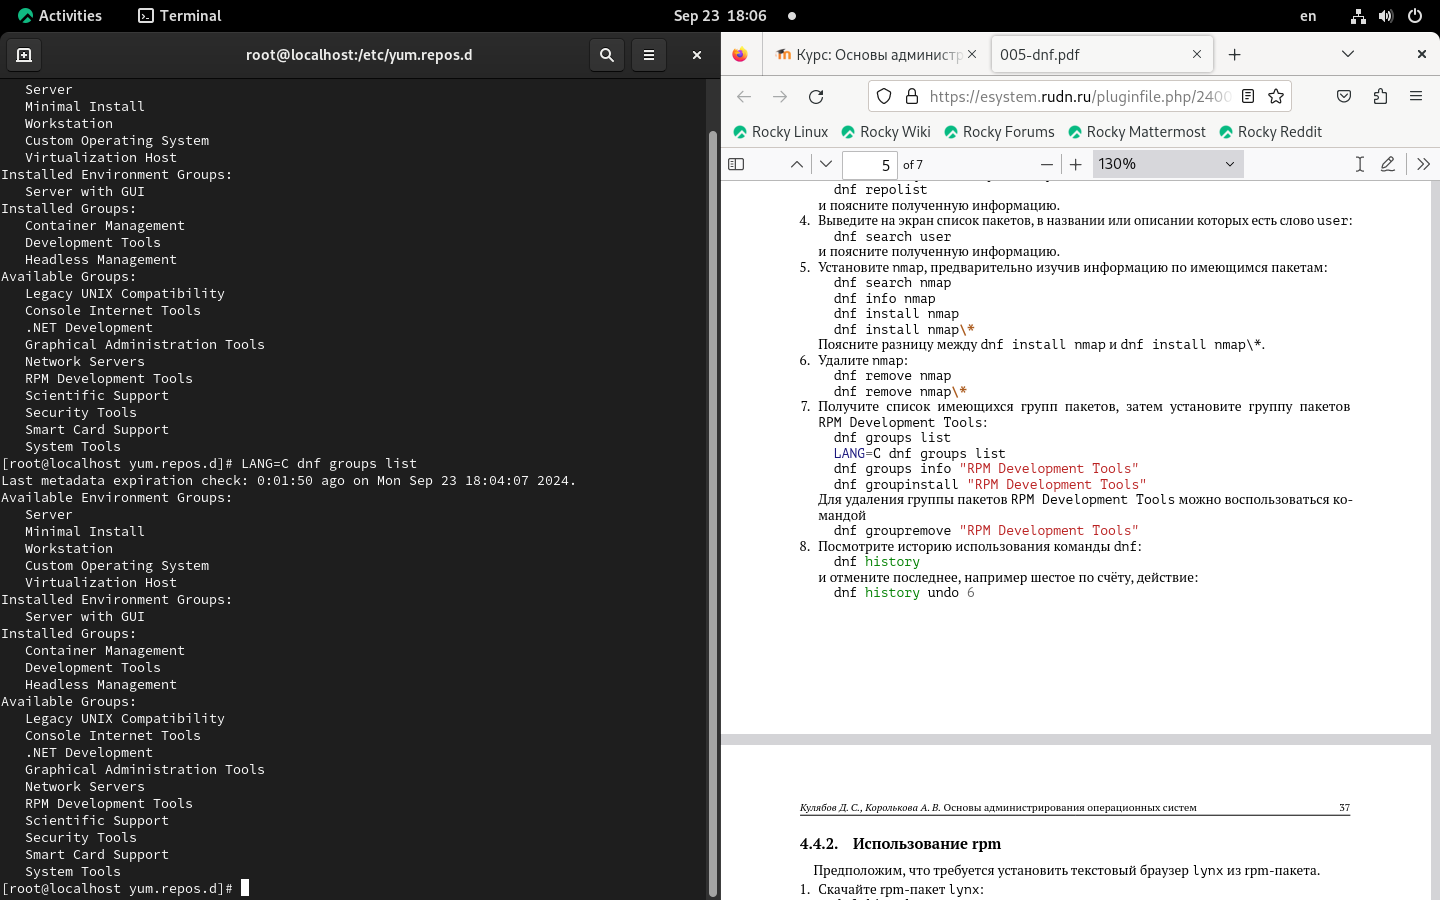 Activities
Terminal
Sep 23 18:06
en
root@localhost:/etc/yum.repos.d
Server
Minimal Install
Workstation
Custom Operating System
Virtualization Host
Installed Environment Groups:
Server with GUI
Installed Groups:
Container Management
Development Tools
Headless Management
Available Groups:
Legacy UNIX Compatibility
Console Internet Tools
.NET Development
Graphical Administration Tools
Network Servers
RPM Development Tools
Scientific Support
Security Tools
Smart Card Support
System Tools
[root@localhost yum.repos.d]# LANG=C dnf groups list
Last metadata expiration check: 0:01:50 ago on Mon Sep 23 18:04:07 2024.
Available Environment Groups:
Server
Minimal Install
Workstation
Custom Operating System
Virtualization Host
Installed Environment Groups:
Server with GUI
Installed Groups:
Container Management
Development Tools
Headless Management
Available Groups:
Legacy UNIX Compatibility
Console Internet Tools
.NET Development
Graphical Administration Tools
Network Servers
RPM Development Tools
Scientific Support
Security Tools
Smart Card Support
System Tools
[root@localhost yum.repos.d]#
Курс: Основы администр
005-dnf.pdf
https://esystem.rudn.ru/pluginfile.php/2400
Rocky Linux
Rocky Wiki
Rocky Forums
Rocky Mattermost
Rocky Reddit
5 of 7
130%
dnf repolist
и поясните полученную информацию.
4. Выведите на экран список пакетов, в названии или описании которых есть слово user:
dnf search user
и поясните полученную информацию.
5. Установите nmap, предварительно изучив информацию по имеющимся пакетам:
dnf search nmap
dnf info nmap
dnf install nmap
dnf install nmap\*
Поясните разницу между dnf install nmap и dnf install nmap\*.
6. Удалите nmap:
dnf remove nmap
dnf remove nmap\*
7. Получите список имеющихся групп пакетов, затем установите группу пакетов
RPM Development Tools:
dnf groups list
LANG=C dnf groups list
dnf groups info "RPM Development Tools"
dnf groupinstall "RPM Development Tools"
Для удаления группы пакетов RPM Development Tools можно воспользоваться ко-
мандой
dnf groupremove "RPM Development Tools"
8. Посмотрите историю использования команды dnf:
dnf history
и отмените последнее, например шестое по счёту, действие:
dnf history undo 6
Кулябов Д. С., Королькова А. В. Основы администрирования операционных систем 37
4.4.2. Использование rpm
Предположим, что требуется установить текстовый браузер lynx из rpm-пакета.
1. Скачайте rpm-пакет lynx: